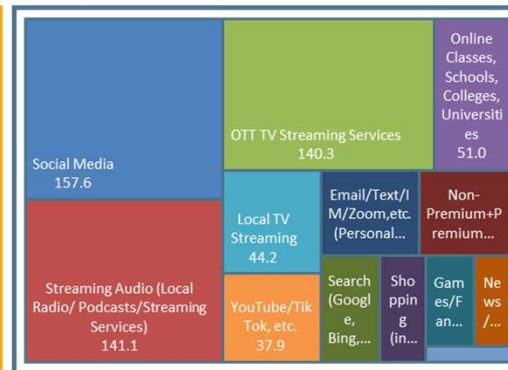 Social Media
157.6
Streaming Audio (Local
Radio/ Podcasts/Streaming
Services)
141.1
OTT TV Streaming Services
140.3
Online
Classes,
Schools,
Colleges,
Universiti
es
51.0
Local TV
Streaming
44.2
YouTube/Tik
Tok, etc.
37.9
Email/Text/I
M/Zoom,etc.
(Personal...
Non-
Premium+P
remium...
Search
(Googl
e,
Bing,...
Sho
ppin
g
(in...
Gam
es/F
an...
Ne
ws
/...